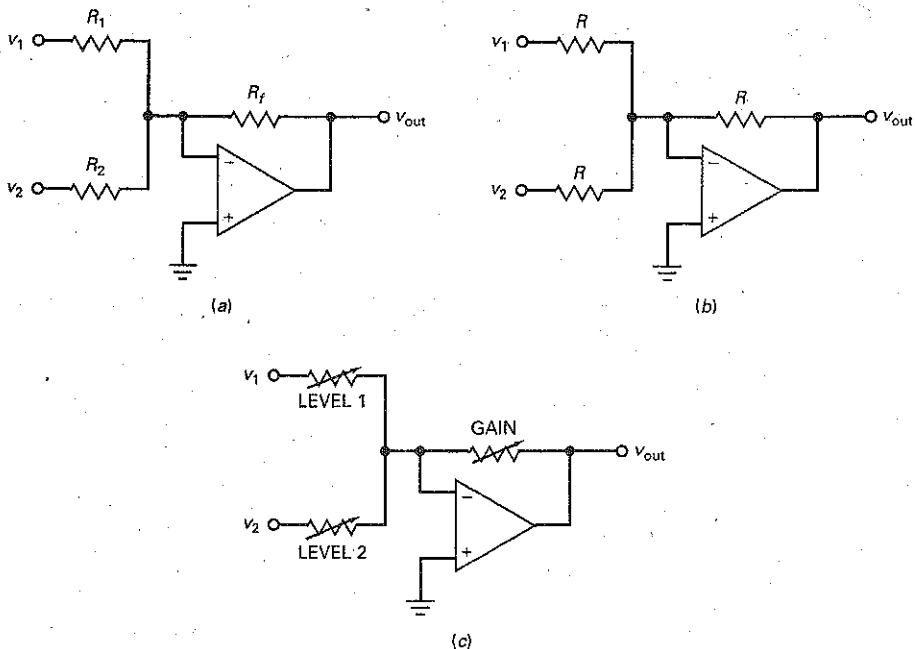 R1
v1
Rf
vout
R2
v2
−
+
(a)
R
v1
R
vout
R
v2
−
+
(b)
v1
LEVEL 1
GAIN
vout
v2
LEVEL 2
−
+
(c)